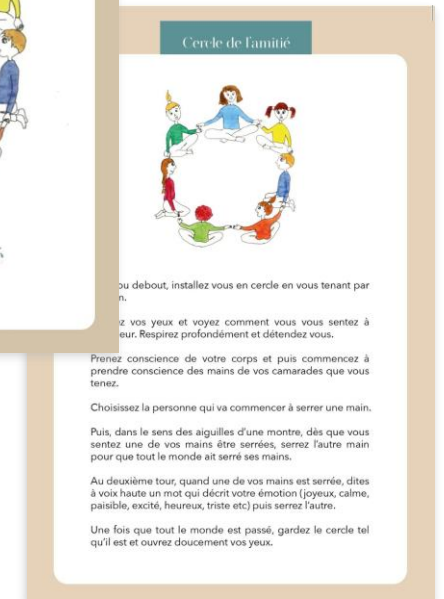 Cercle de l'amitié
ou debout, installez vous en cercle en vous tenant par
vos yeux et voyez comment vous vous sentez à
Respirez profondément et détendez vous.
Prenez conscience de votre corps et puis commencez à
prendre conscience des mains de vos camarades que vous
tenez.
Choisissez la personne qui va commencer à serrer une main.
Puis, dans le sens des aiguilles d'une montre, dès que vous
sentez une de vos mains être serrées, serrez l'autre main
pour que tout le monde ait serré ses mains.
Au deuxième tour, quand une de vos mains est serrée, dites
à voix haute un mot qui décrit votre émotion (joyeux, calme,
paisible, excité, heureux, triste etc) puis serrez l'autre.
Une fois que tout le monde est passé, gardez le cercle tel
qu'il est et ouvrez doucement vos yeux.